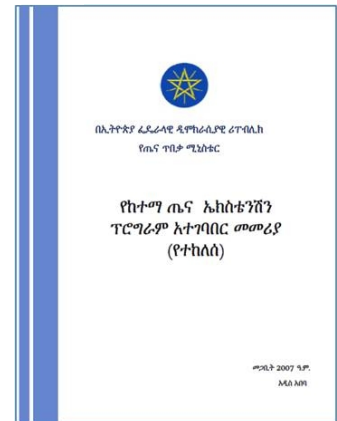 በኢትዮጵያ ፌዴራላዊ ዲሞክራሲያዊ ሪፐብሊክ
የጤና ጥበቃ ሚኒስቴር
የከተማ ጤና ኤክስቴንሽን
ፕሮግራም አተገባበር መመሪያ
(የተከለሰ)
መጋቢት 2007 ዓ.ም.
አዲስ አበባ